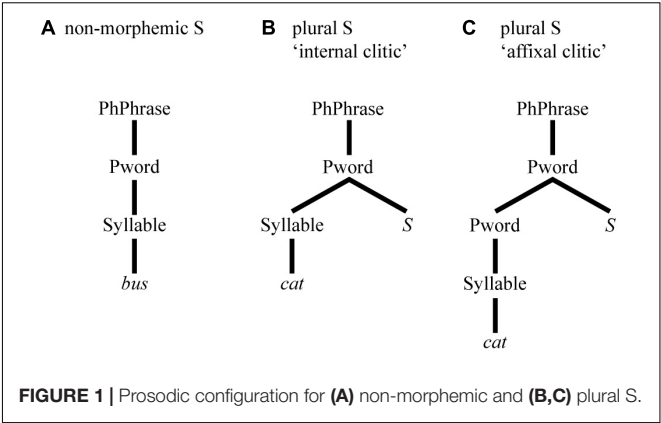 A non-morphemic S
B plural S
'internal clitic'
C plural S
'affixal clitic'
PhPhrase
Pword
Syllable
bus
PhPhrase
Pword
Syllable S
cat
PhPhrase
Pword
Pword S
Syllable
cat
FIGURE 1 | Prosodic configuration for (A) non-morphemic and (B,C) plural S.